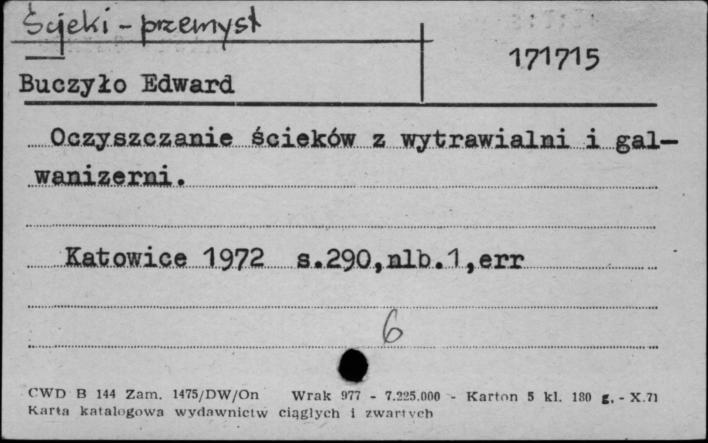 Ścieki - przemysł
171715
Buczyło Edward
Oczyszczanie ścieków z wytrawialni i gal-
wanizerni.
Katowice 1972 s.290,nlb.1,err
6
CWD B 144 Zam. 1475/DW/On Wrak 977 - 7.225.000 - Karton 5 kl. 180 g. - X.71
Karta katalogowa wydawnictw ciągłych i zwartych